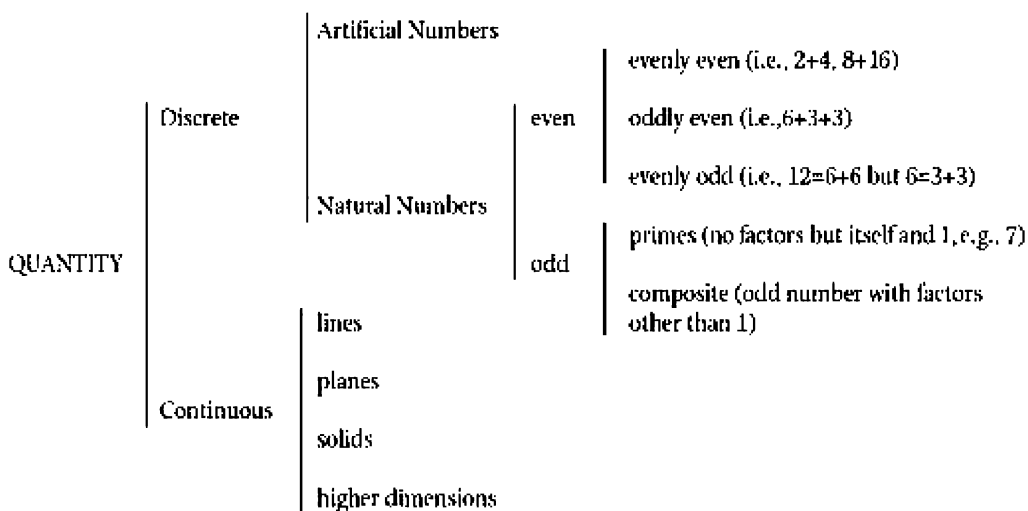 Artificial Numbers
evenly even (i.e., 2+4, 8+16)
Discrete
even
oddly even (i.e.,6+3+3)
evenly odd (i.e., 12=6+6 but 6=3+3)
Natural Numbers
primes (no factors but itself and 1, e.g., 7)
QUANTITY
odd
composite (odd number with factors
other than 1)
lines
planes
Continuous
solids
higher dimensions